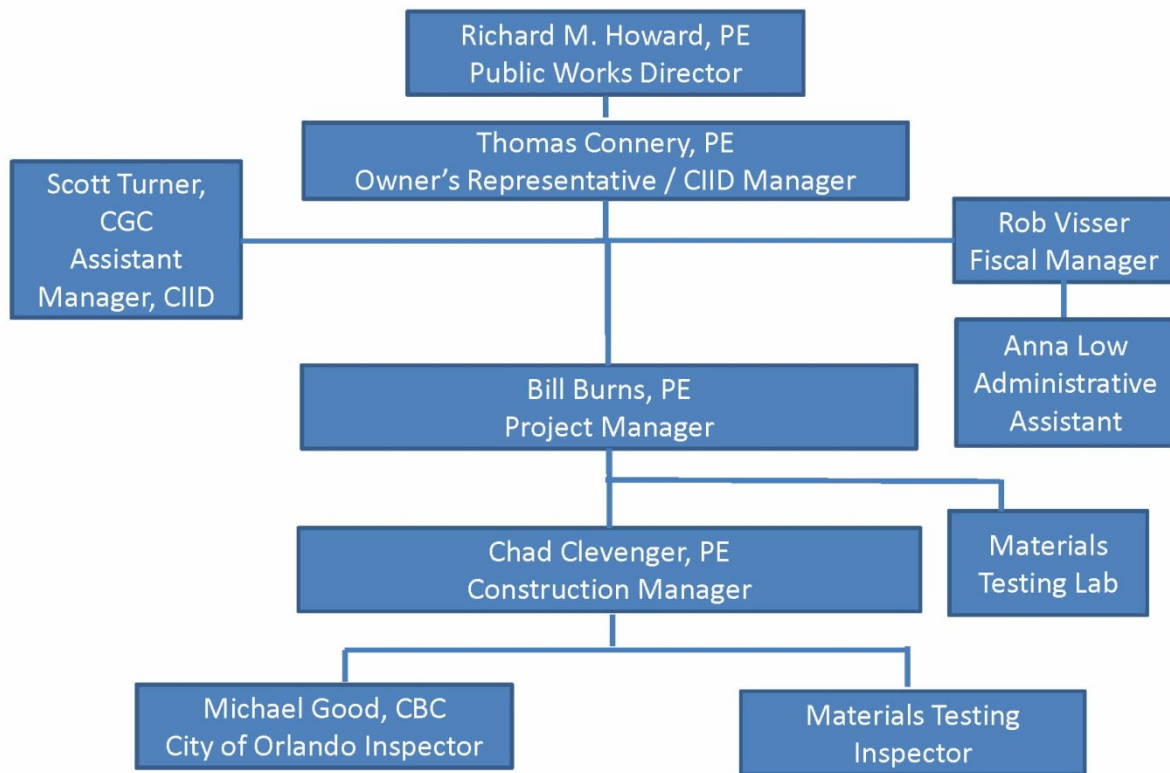 Richard M. Howard, PE
Public Works Director
Thomas Connery, PE
Owner’s Representative / CIID Manager
Scott Turner,
CGC
Assistant
Manager, CIID
Rob Visser
Fiscal Manager
Anna Low
Administrative
Assistant
Bill Burns, PE
Project Manager
Chad Clevenger, PE
Construction Manager
Materials
Testing Lab
Michael Good, CBC
City of Orlando Inspector
Materials Testing
Inspector